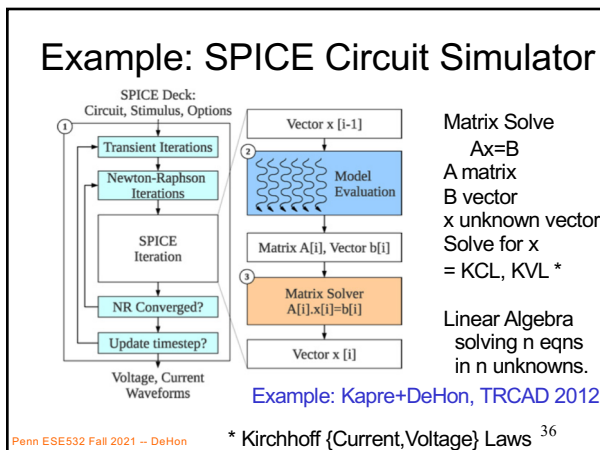 Example: SPICE Circuit Simulator
SPICE Deck:
Circuit, Stimulus, Options
1
Transient Iterations
Newton-Raphson
Iterations
SPICE
Iteration
NR Converged?
Update timestep?
Voltage, Current
Waveforms
Vector x [i-1]
2
Model
Evaluation
Matrix A[i], Vector b[i]
3
Matrix Solver
A[i].x[i]=b[i]
Vector x [i]
Matrix Solve
Ax=B
A matrix
B vector
x unknown vector
Solve for x
= KCL, KVL *
Linear Algebra
solving n eqns
in n unknowns.
Example: Kapre+DeHon, TRCAD 2012
Penn ESE532 Fall 2021 -- DeHon
* Kirchhoff {Current,Voltage} Laws 36